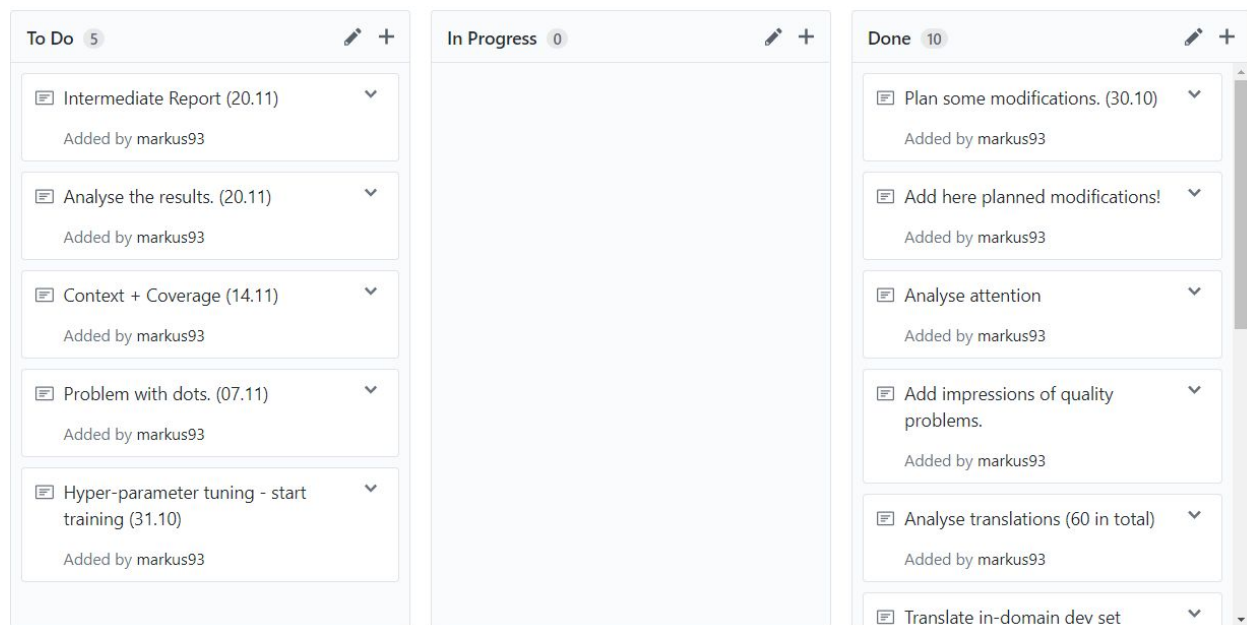 To Do 5
Intermediate Report (20.11)
Added by markus93
Analyse the results. (20.11)
Added by markus93
Context + Coverage (14.11)
Added by markus93
Problem with dots. (07.11)
Added by markus93
Hyper-parameter tuning - start
training (31.10)
Added by markus93
In Progress 0
Done 10
Plan some modifications. (30.10)
Added by markus93
Add here planned modifications!
Added by markus93
Analyse attention
Added by markus93
Add impressions of quality
problems.
Added by markus93
Analyse translations (60 in total)
Added by markus93
Translate in-domain dev set